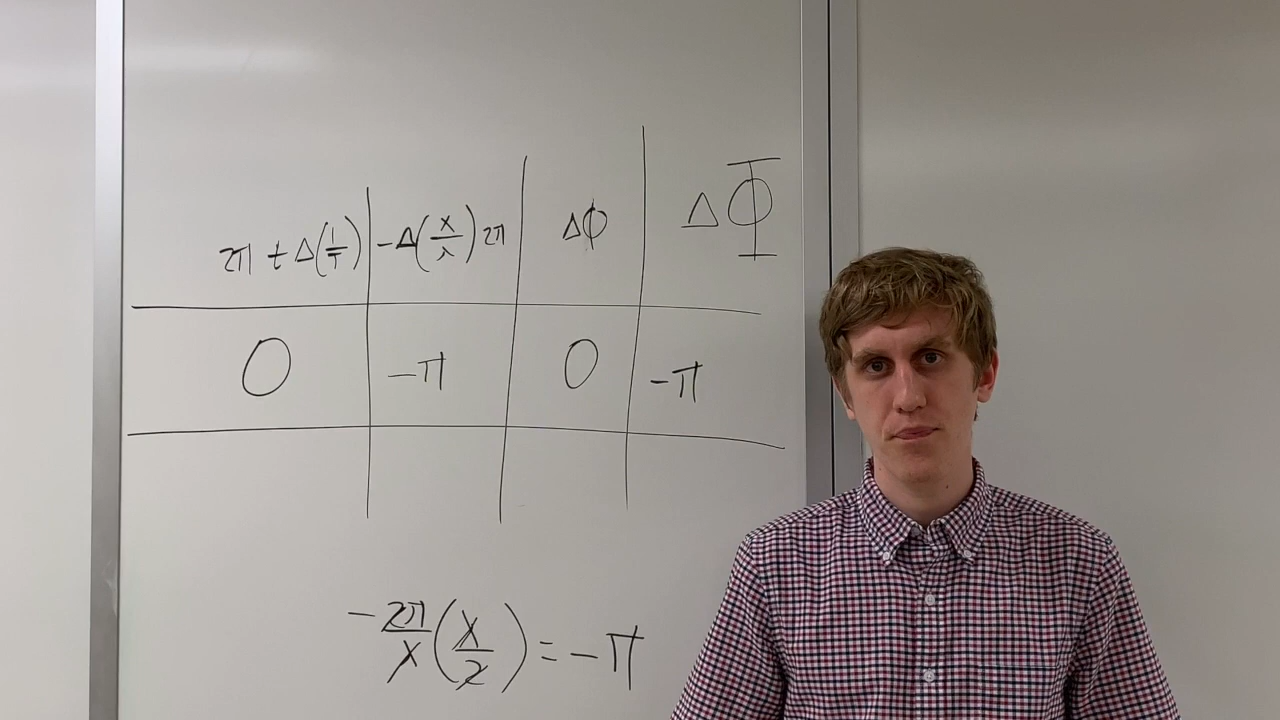 2π t Δ(1/T) | -Δ(x/λ) 2π | Δϕ | ΔΦ
0 | -π | 0 | -π
-2π/λ (λ/2) = -π